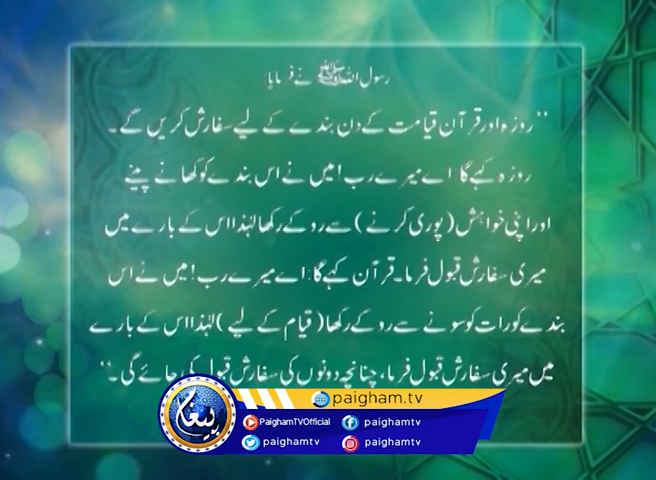 رسول اللہ ﷺ نے فرمایا:
’’روزہ اور قرآن قیامت کے دن بندے کے لیے سفارش کریں گے۔
روزہ کہے گا: اے میرے رب! میں نے اس بندے کو کھانے پینے
اور اپنی خواہش (پوری کرنے) سے روکے رکھا لہٰذا اس کے بارے میں
میری سفارش قبول فرما۔ قرآن کہے گا: اے میرے رب! میں نے اس
بندے کو رات کو سونے سے روکے رکھا (قیام کے لیے) لہٰذا اس کے بارے
میں میری سفارش قبول فرما، چنانچہ دونوں کی سفارش قبول کی جائے گی۔‘‘
پیغام
paigham.tv
PaighamTVOfficial paighamtv
paighamtv paighamtv